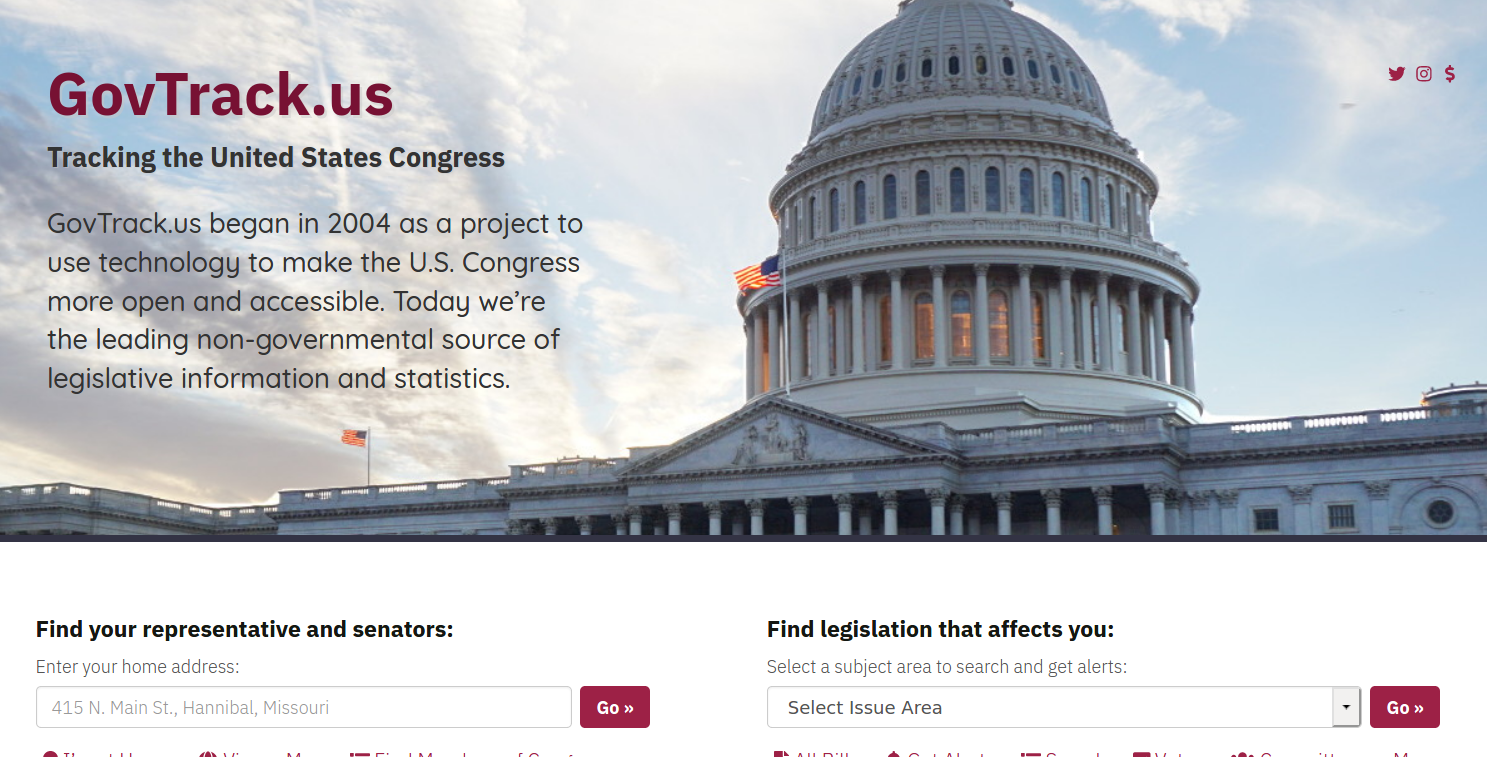 GovTrack.us
Tracking the United States Congress
GovTrack.us began in 2004 as a project to
use technology to make the U.S. Congress
more open and accessible. Today we’re
the leading non-governmental source of
legislative information and statistics.
Find your representative and senators:
Enter your home address:
415 N. Main St., Hannibal, Missouri
Go »
Find legislation that affects you:
Select a subject area to search and get alerts:
Select Issue Area
Go »